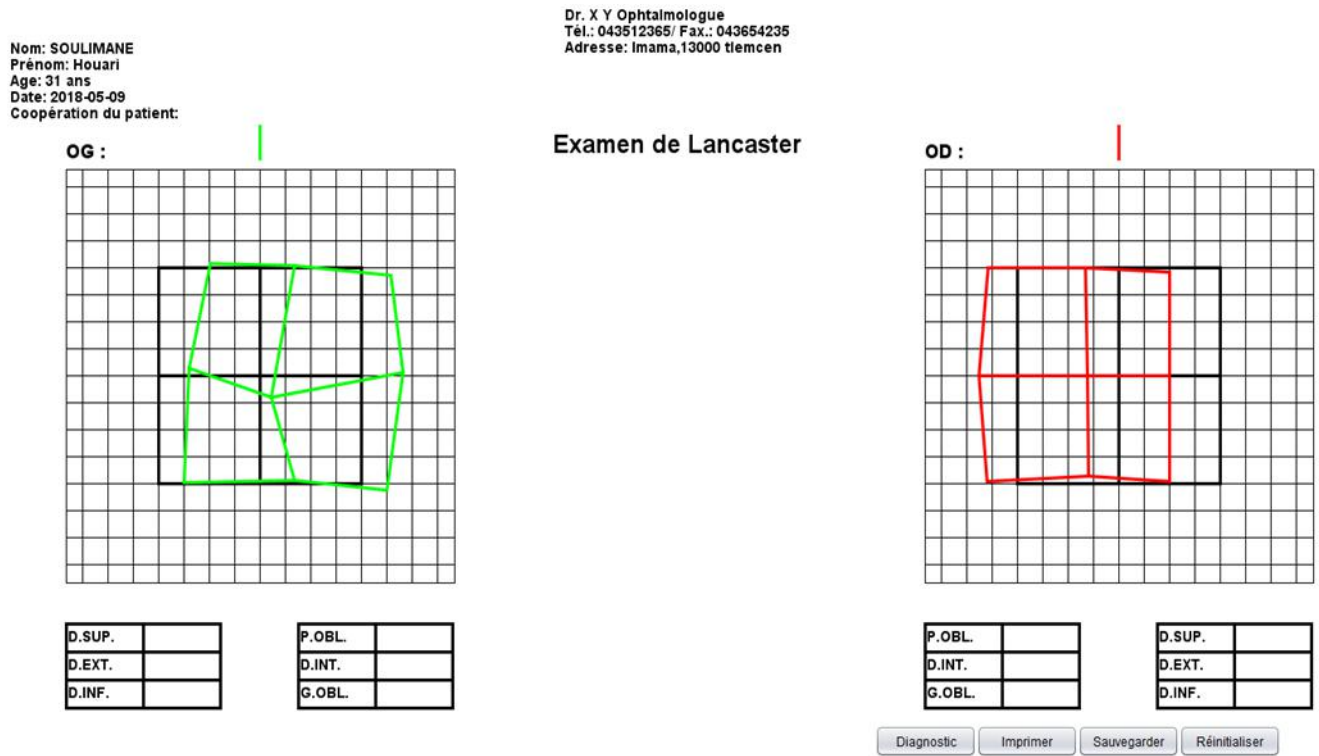 Dr. X Y Ophtalmologue
Tél.: 043512365/ Fax.: 043654235
Adresse: Imama,13000 tlemcen
Nom: SOULIMANE
Prénom: Houari
Age: 31 ans
Date: 2018-05-09
Coopération du patient:
Examen de Lancaster
OG :
OD :
D.SUP. P.OBL. P.OBL. D.SUP.
D.EXT. D.INT. D.INT. D.EXT.
D.INF. G.OBL. G.OBL. D.INF.
Diagnostic Imprimer Sauvegarder Réinitialiser